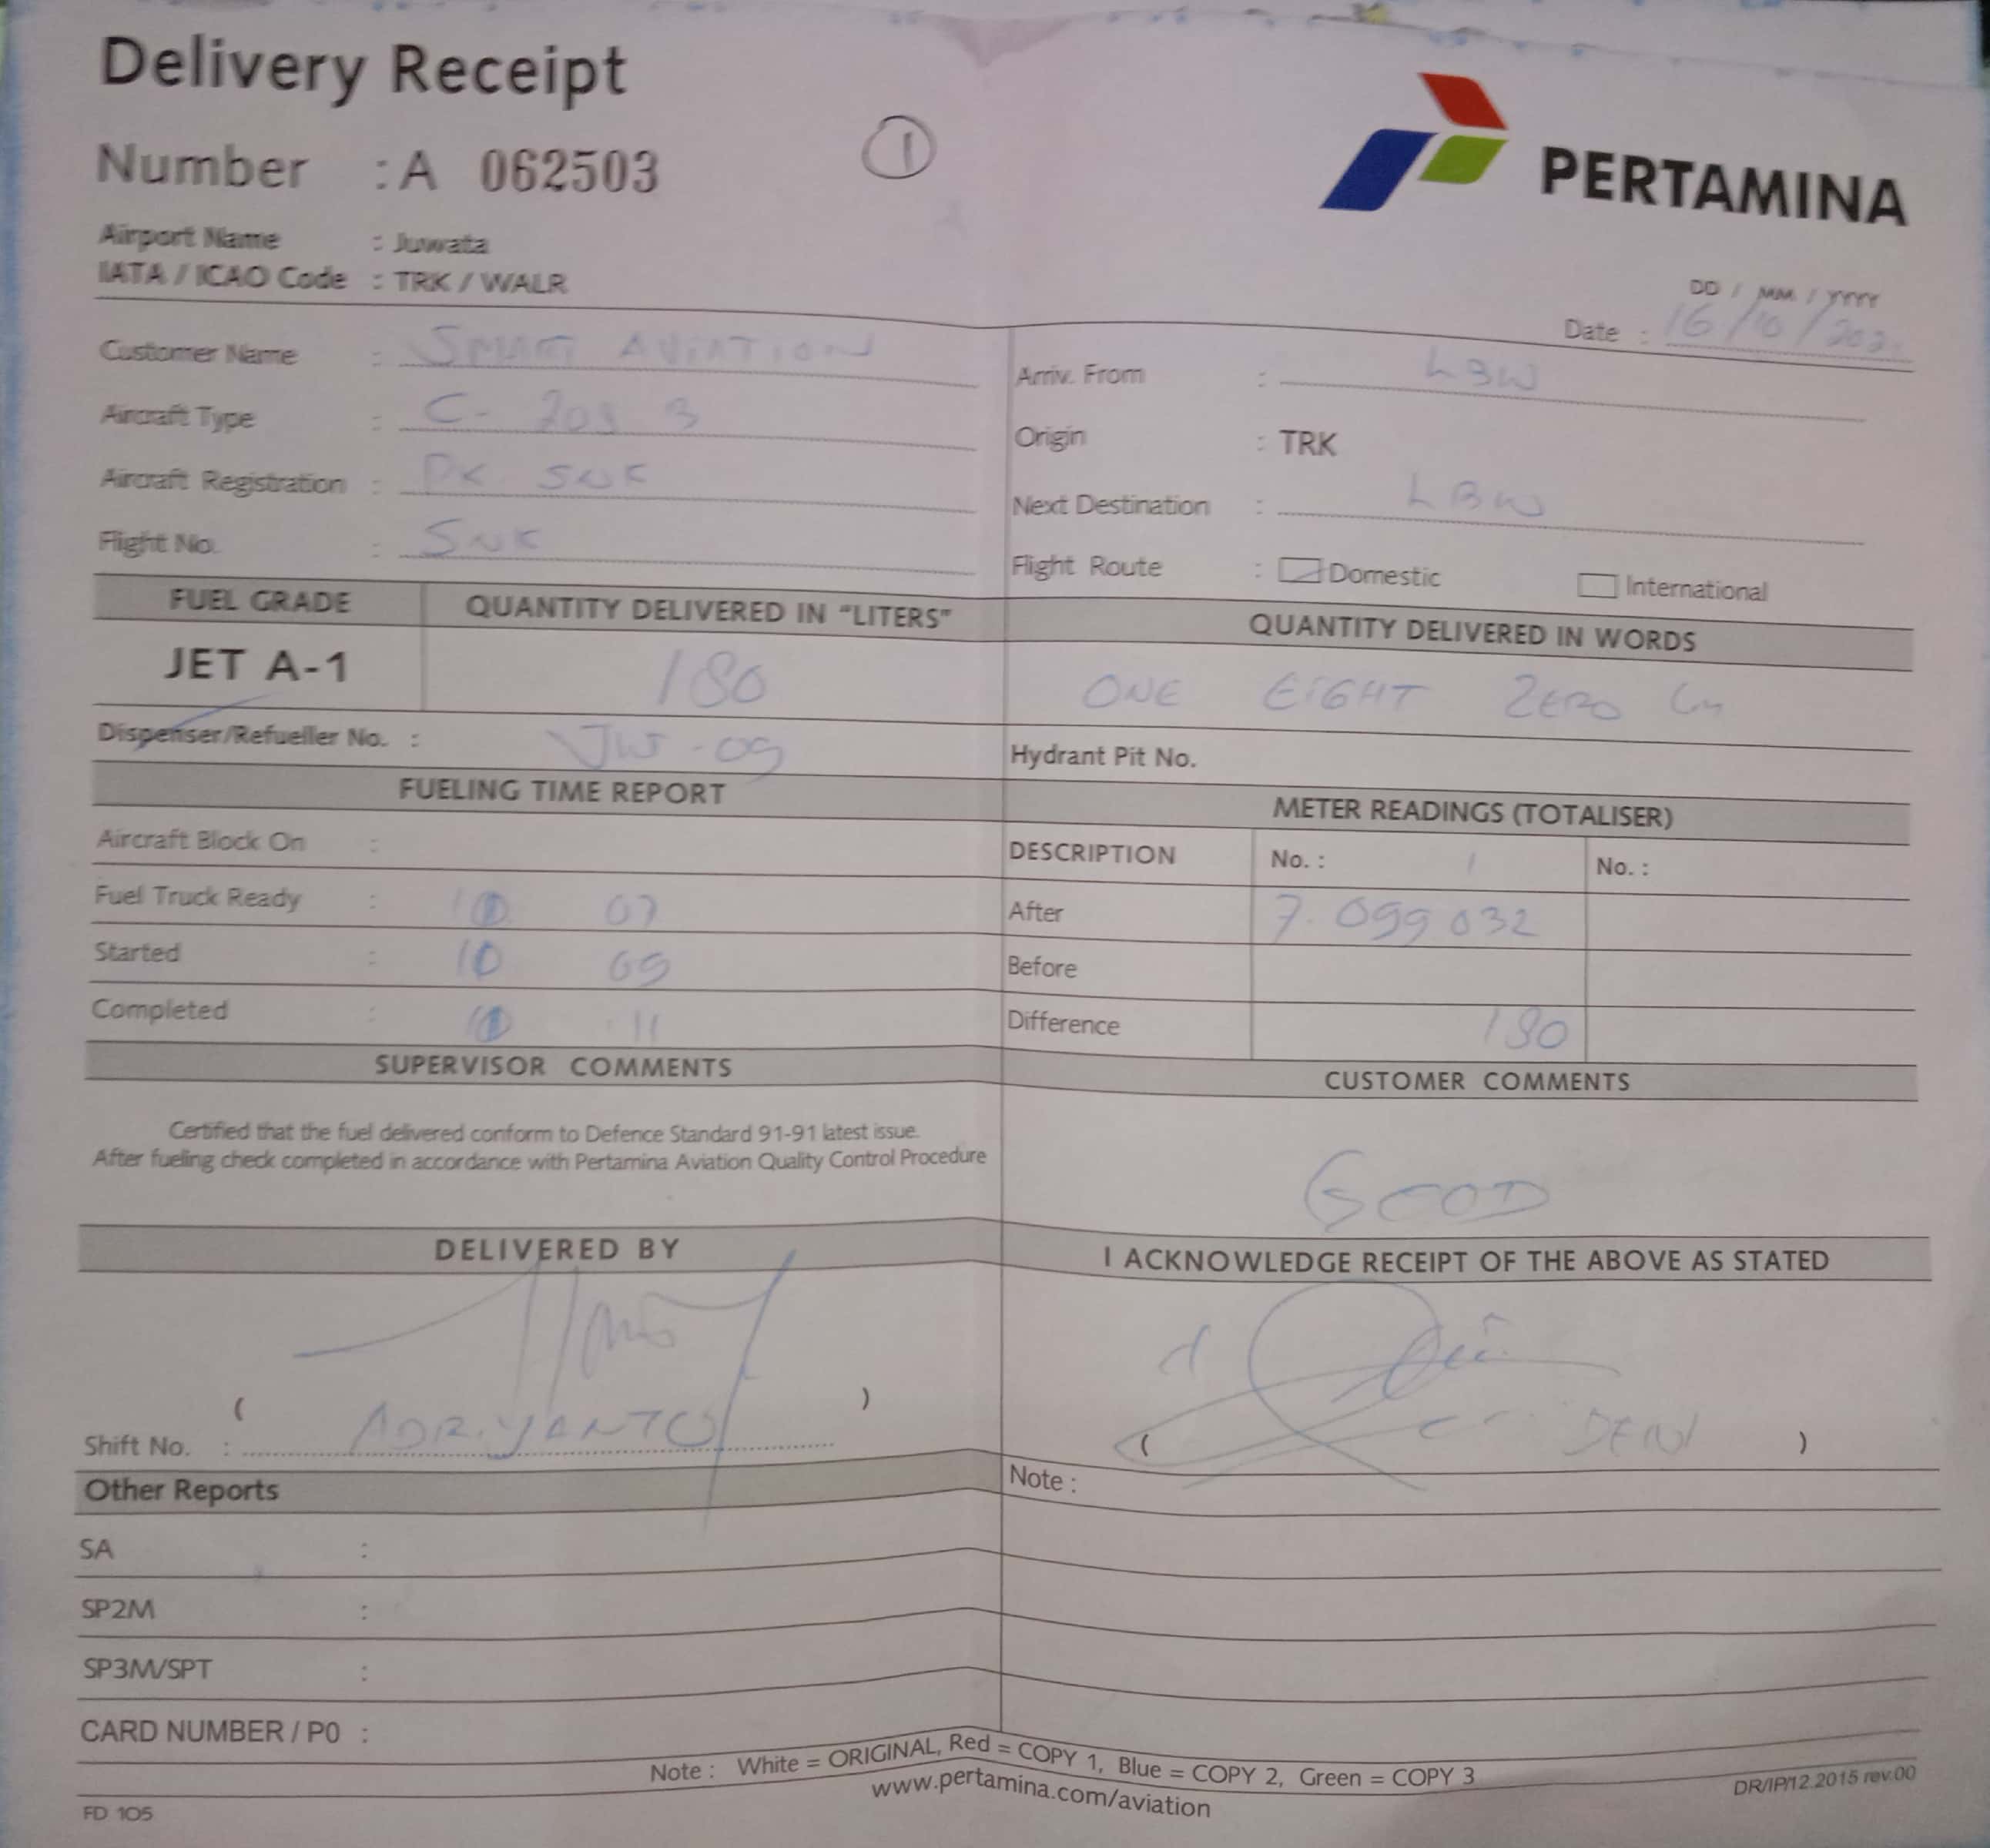 Delivery Receipt
Number : A 062503
1
PERTAMINA
Airport Name : Juwata
IATA / ICAO Code : TRK / WALR
DD / MM / YYYY
Date : 16/10/202
Customer Name : SMART AVIATION
Arriv. From : LBW
Aircraft Type : C- 208 B
Origin : TRK
Aircraft Registration : PK SNK
Next Destination : LBW
Flight No. : SNK
Flight Route : Domestic International
FUEL GRADE QUANTITY DELIVERED IN "LITERS" QUANTITY DELIVERED IN WORDS
JET A-1 180 ONE EIGHT ZERO
Dispenser/Refueller No. : JW-09 Hydrant Pit No.
FUELING TIME REPORT METER READINGS (TOTALISER)
Aircraft Block On : DESCRIPTION No. : 1 No. :
Fuel Truck Ready : 10 07 After 7.099 032
Started : 10 09 Before
Completed : 10 11 Difference 180
SUPERVISOR COMMENTS CUSTOMER COMMENTS
Certified that the fuel delivered conform to Defence Standard 91-91 latest issue.
After fueling check completed in accordance with Pertamina Aviation Quality Control Procedure
GOOD
DELIVERED BY I ACKNOWLEDGE RECEIPT OF THE ABOVE AS STATED
( )
Shift No. : ADRIYANTO ( DENI )
Other Reports Note :
SA :
SP2M :
SP3M/SPT :
CARD NUMBER / P0 :
Note : White = ORIGINAL, Red = COPY 1, Blue = COPY 2, Green = COPY 3
www.pertamina.com/aviation
DR/IP/12.2015 rev.00
FD 105